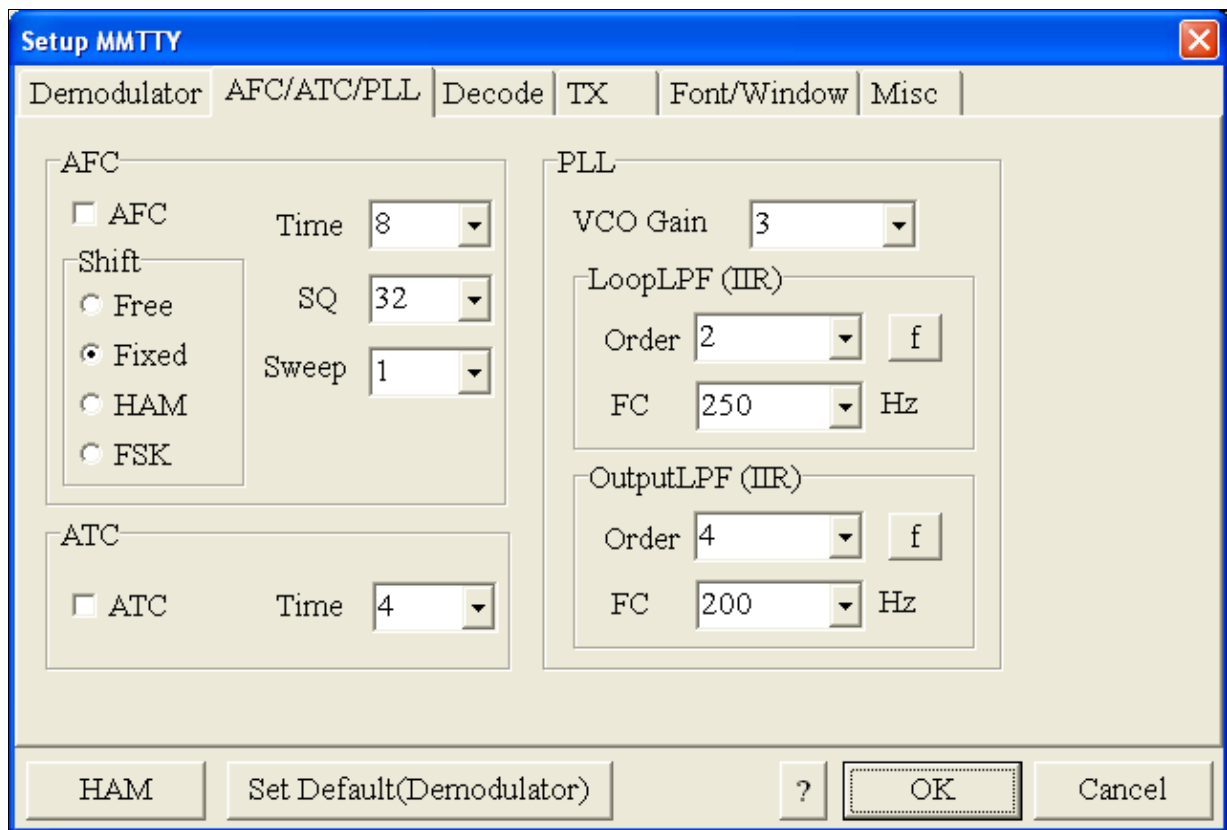 Setup MMTTY
Demodulator AFC/ATC/PLL Decode TX Font/Window Misc
AFC
AFC
Time 8
Shift
Free
Fixed
HAM
FSK
SQ 32
Sweep 1
ATC
ATC
Time 4
PLL
VCO Gain 3
LoopLPF (IIR)
Order 2 f
FC 250 Hz
OutputLPF (IIR)
Order 4 f
FC 200 Hz
HAM Set Default(Demodulator) ? OK Cancel